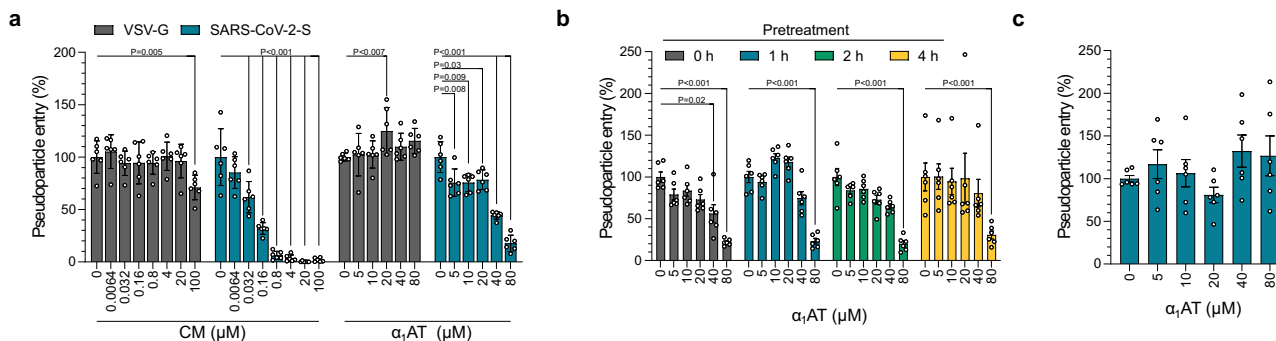 a
VSV-G SARS-CoV-2-S
Pseudoparticle entry (%)
200
150
100
50
0
P=0.005
P<0.001
P<0.007
P<0.001
P=0.03
P=0.009
P=0.008
0 0.0064 0.032 0.16 0.8 4 20 100
0 0.0064 0.032 0.16 0.8 4 20 100
0 5 10 20 40 80
0 5 10 20 40 80
CM (µM)
α₁AT (µM)
b
Pretreatment
0 h 1 h 2 h 4 h
Pseudoparticle entry (%)
250
200
150
100
50
0
P<0.001
P=0.02
P<0.001
P<0.001
P<0.001
0 5 10 20 40 80
0 5 10 20 40 80
0 5 10 20 40 80
0 5 10 20 40 80
α₁AT (µM)
c
Pseudoparticle entry (%)
250
200
150
100
50
0
0 5 10 20 40 80
α₁AT (µM)